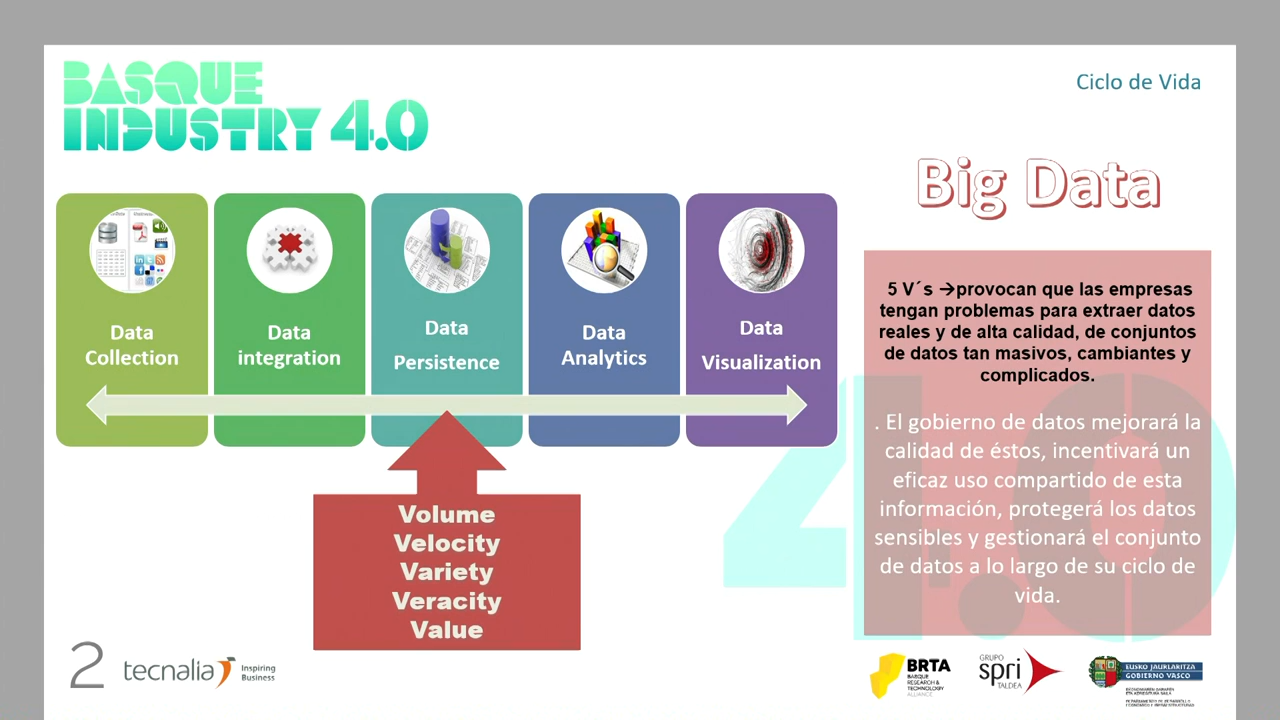 BASQUE
INDUSTRY 4.0
Ciclo de Vida
Big Data
Data
Collection
Data
integration
Data
Persistence
Data
Analytics
Data
Visualization
Volume
Velocity
Variety
Veracity
Value
5 V´s →provocan que las empresas
tengan problemas para extraer datos
reales y de alta calidad, de conjuntos
de datos tan masivos, cambiantes y
complicados.
. El gobierno de datos mejorará la
calidad de éstos, incentivará un
eficaz uso compartido de esta
información, protegerá los datos
sensibles y gestionará el conjunto
de datos a lo largo de su ciclo de
vida.
4.0
2
tecnalia
Inspiring
Business
BRTA
BASQUE
RESEARCH &
TECHNOLOGY
ALLIANCE
GRUPO
spri
TALDEA
EUSKO JAURLARITZA
GOBIERNO VASCO